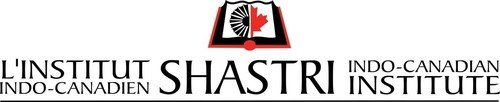 L'INSTITUT
INDO-CANADIEN
SHASTRI
INDO-CANADIAN
INSTITUTE